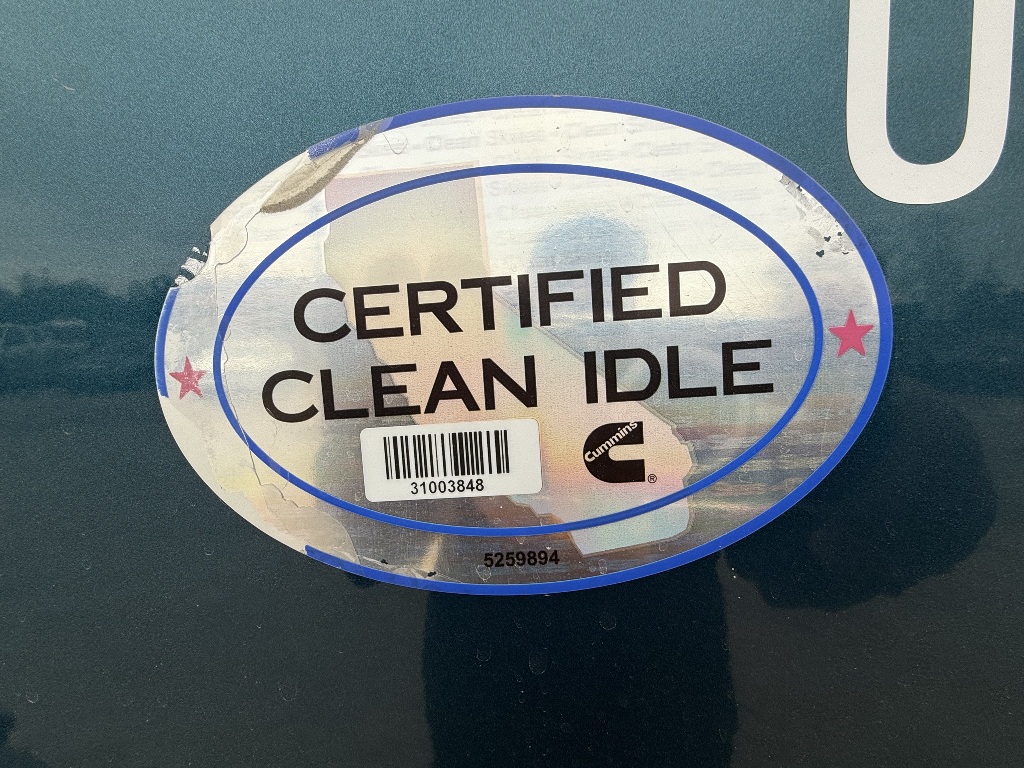 U
CERTIFIED
CLEAN IDLE
31003848
Cummins
®
5259894